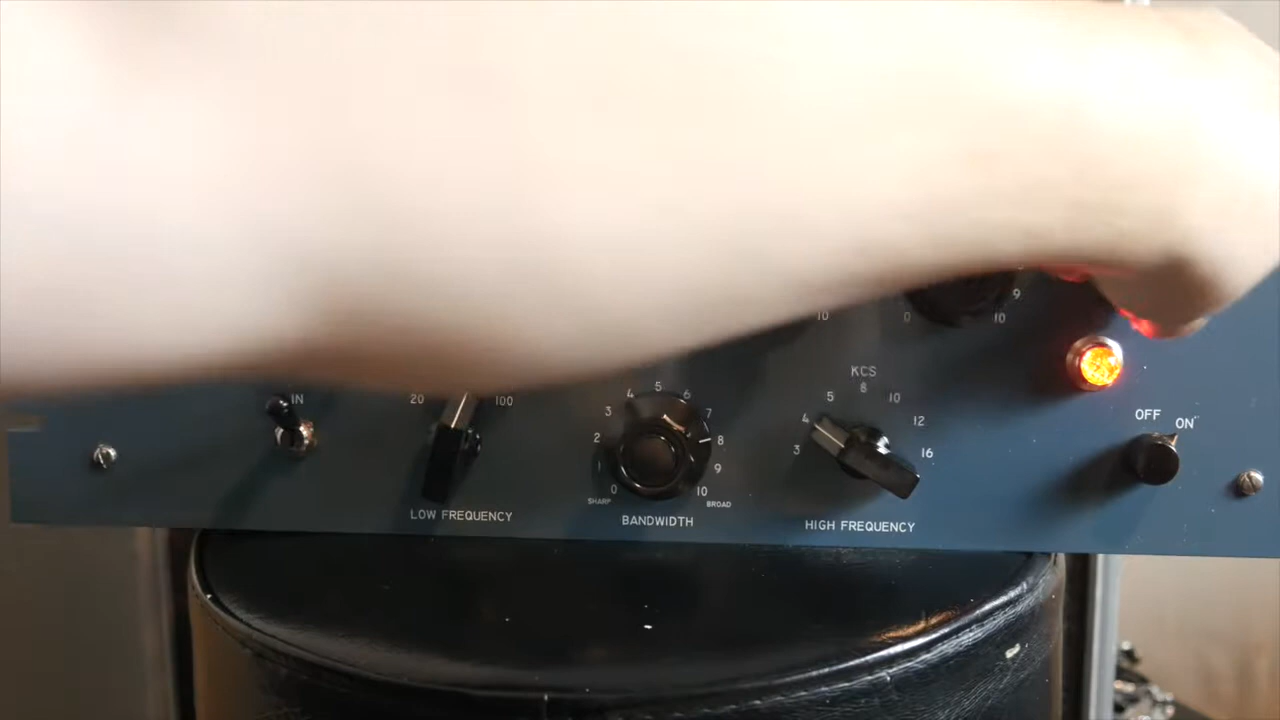 9
10 0 10
KCS
IN 20 100
4 5 6 5 8 10
3 7 4 12
2 8 3 16
1 9
0 10
SHARP BROAD
LOW FREQUENCY BANDWIDTH HIGH FREQUENCY
OFF ON